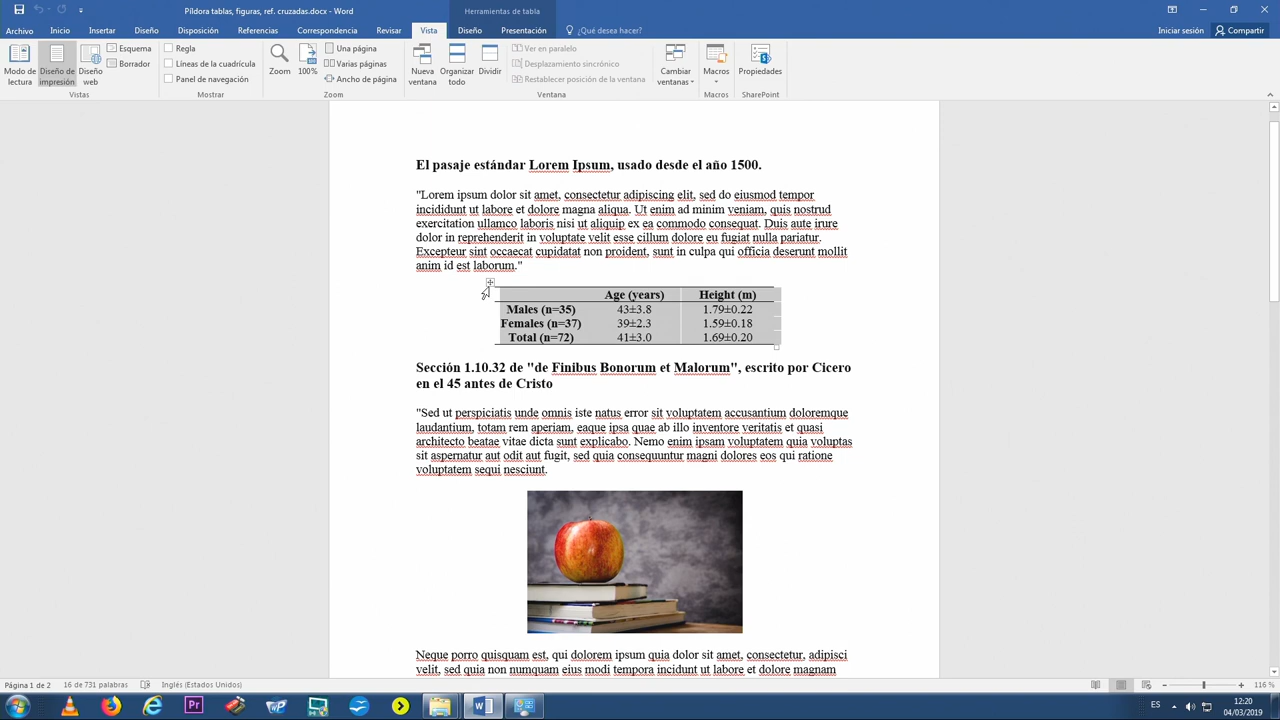 Píldora tablas, figuras, ref. cruzadas.docx - Word
Herramientas de tabla
Archivo Inicio Insertar Diseño Disposición Referencias Correspondencia Revisar Vista Diseño Presentación ¿Qué desea hacer? Iniciar sesión Compartir
Modo de lectura
Diseño de impresión
Diseño web
Esquema
Borrador
Vistas
Regla
Líneas de la cuadrícula
Panel de navegación
Mostrar
Zoom
100%
Una página
Varias páginas
Ancho de página
Zoom
Nueva ventana
Organizar todo
Dividir
Ver en paralelo
Desplazamiento sincrónico
Restablecer posición de la ventana
Ventana
Cambiar ventanas
Macros
Macros
Propiedades
SharePoint
El pasaje estándar Lorem Ipsum, usado desde el año 1500.
"Lorem ipsum dolor sit amet, consectetur adipiscing elit, sed do eiusmod tempor
incididunt ut labore et dolore magna aliqua. Ut enim ad minim veniam, quis nostrud
exercitation ullamco laboris nisi ut aliquip ex ea commodo consequat. Duis aute irure
dolor in reprehenderit in voluptate velit esse cillum dolore eu fugiat nulla pariatur.
Excepteur sint occaecat cupidatat non proident, sunt in culpa qui officia deserunt mollit
anim id est laborum."
Age (years) Height (m)
Males (n=35) 43±3.8 1.79±0.22
Females (n=37) 39±2.3 1.59±0.18
Total (n=72) 41±3.0 1.69±0.20
Sección 1.10.32 de "de Finibus Bonorum et Malorum", escrito por Cicero
en el 45 antes de Cristo
"Sed ut perspiciatis unde omnis iste natus error sit voluptatem accusantium doloremque
laudantium, totam rem aperiam, eaque ipsa quae ab illo inventore veritatis et quasi
architecto beatae vitae dicta sunt explicabo. Nemo enim ipsam voluptatem quia voluptas
sit aspernatur aut odit aut fugit, sed quia consequuntur magni dolores eos qui ratione
voluptatem sequi nesciunt.
Neque porro quisquam est, qui dolorem ipsum quia dolor sit amet, consectetur, adipisci
velit, sed quia non numquam eius modi tempora incidunt ut labore et dolore magnam
Página 1 de 2 16 de 731 palabras Inglés (Estados Unidos) 116 %
Pr
ES
12:20
04/03/2019